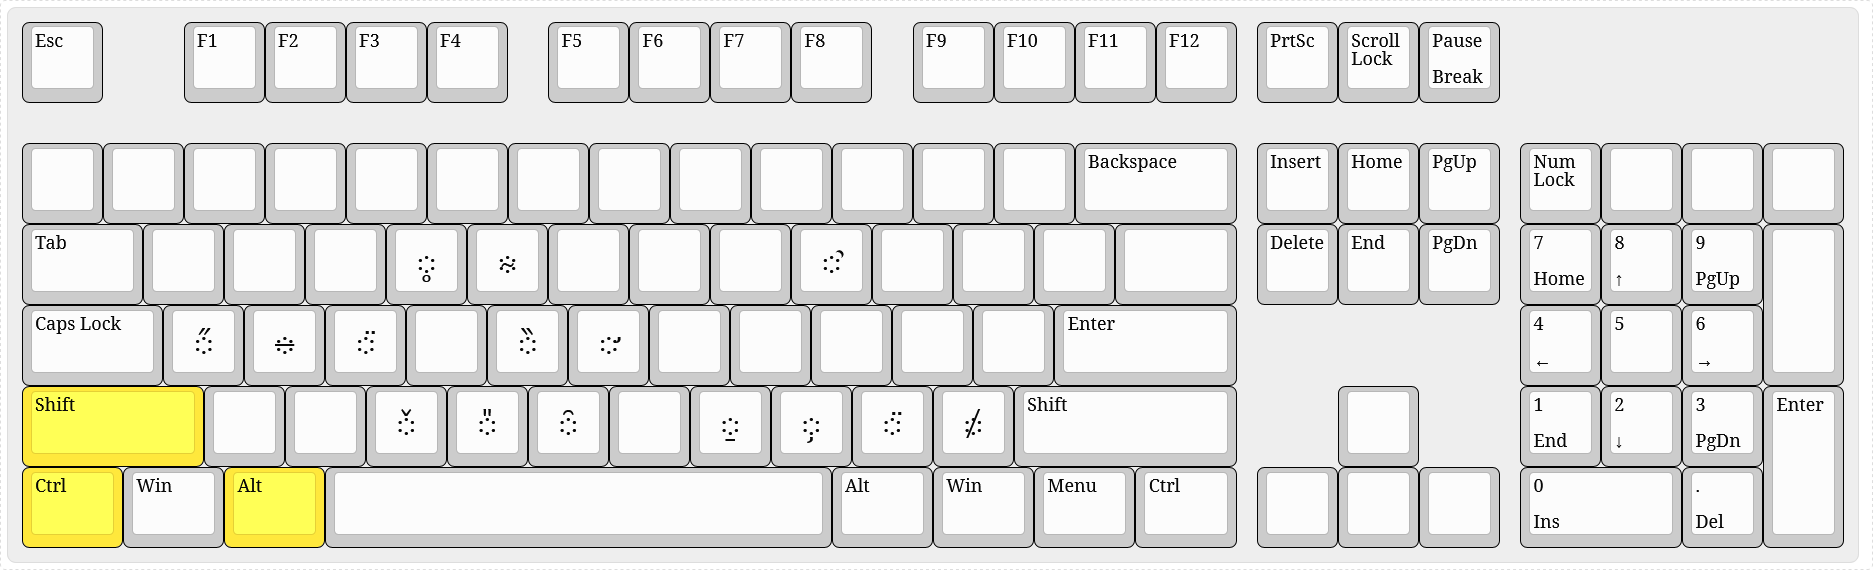 Esc F1 F2 F3 F4 F5 F6 F7 F8 F9 F10 F11 F12 PrtSc Scroll Lock Pause Break
Backspace Insert Home PgUp Num Lock
Tab Delete End PgDn 7 Home 8 ↑ 9 PgUp
Caps Lock Enter 4 ← 5 6 →
Shift Shift 1 End 2 ↓ 3 PgDn Enter
Ctrl Win Alt Alt Win Menu Ctrl 0 Ins . Del